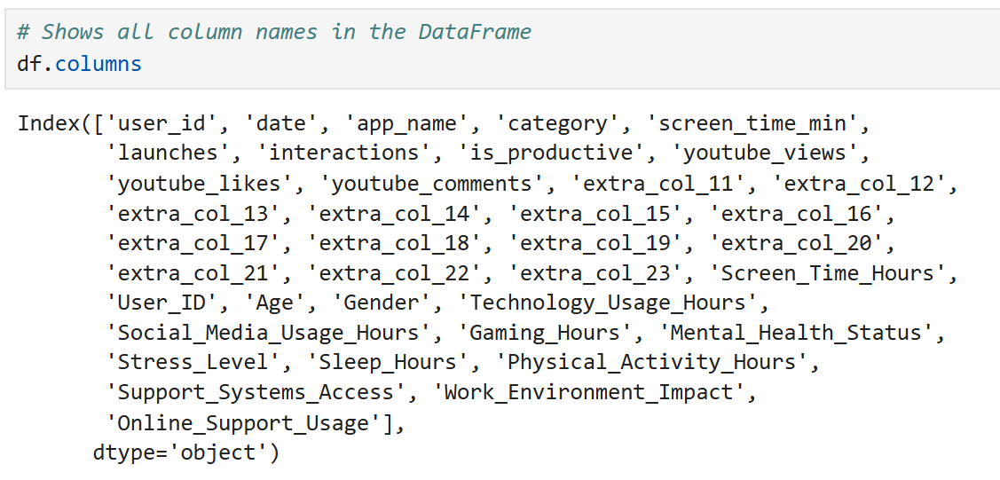 # Shows all column names in the DataFrame
df.columns
Index(['user_id', 'date', 'app_name', 'category', 'screen_time_min',
'launches', 'interactions', 'is_productive', 'youtube_views',
'youtube_likes', 'youtube_comments', 'extra_col_11', 'extra_col_12',
'extra_col_13', 'extra_col_14', 'extra_col_15', 'extra_col_16',
'extra_col_17', 'extra_col_18', 'extra_col_19', 'extra_col_20',
'extra_col_21', 'extra_col_22', 'extra_col_23', 'Screen_Time_Hours',
'User_ID', 'Age', 'Gender', 'Technology_Usage_Hours',
'Social_Media_Usage_Hours', 'Gaming_Hours', 'Mental_Health_Status',
'Stress_Level', 'Sleep_Hours', 'Physical_Activity_Hours',
'Support_Systems_Access', 'Work_Environment_Impact',
'Online_Support_Usage'],
dtype='object')